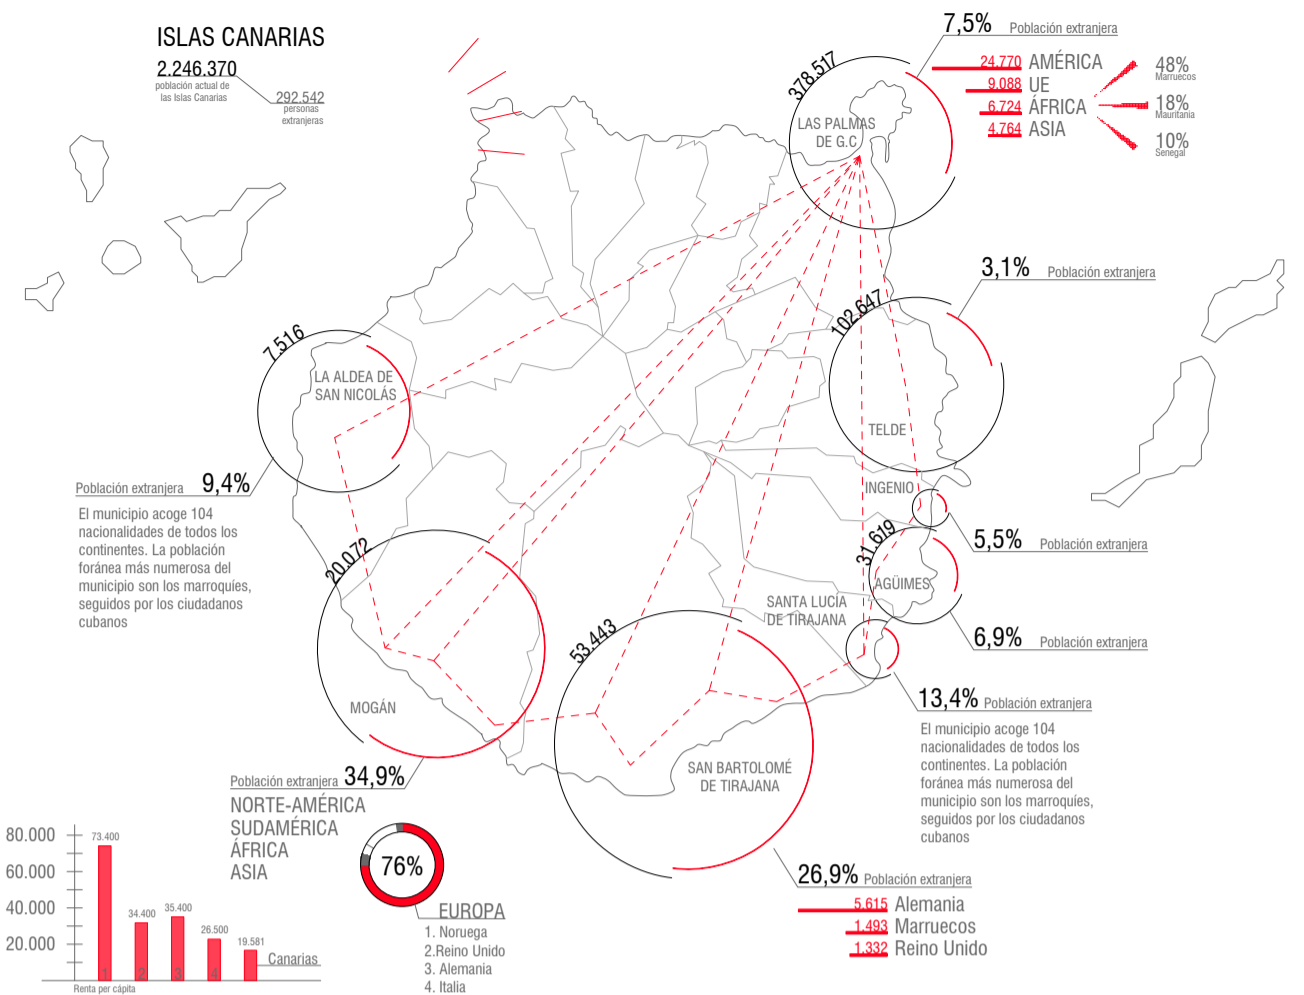 ISLAS CANARIAS
2.246.370
población actual de
las Islas Canarias
292.542
personas
extranjeras
378.517
LAS PALMAS
DE G.C
7,5% Población extranjera
24.770 AMÉRICA
9.088 UE
6.724 ÁFRICA
4.764 ASIA
48%
Marruecos
18%
Mauritania
10%
Senegal
3,1% Población extranjera
102.647
TELDE
7.516
LA ALDEA DE
SAN NICOLÁS
Población extranjera 9,4%
El municipio acoge 104
nacionalidades de todos los
continentes. La población
foránea más numerosa del
municipio son los marroquíes,
seguidos por los ciudadanos
cubanos
INGENIO
5,5% Población extranjera
31.619
AGÜIMES
6,9% Población extranjera
SANTA LUCÍA
DE TIRAJANA
13,4% Población extranjera
El municipio acoge 104
nacionalidades de todos los
continentes. La población
foránea más numerosa del
municipio son los marroquíes,
seguidos por los ciudadanos
cubanos
20.072
MOGÁN
Población extranjera 34,9%
NORTE-AMÉRICA
SUDAMÉRICA
ÁFRICA
ASIA
76%
EUROPA
1. Noruega
2.Reino Unido
3. Alemania
4. Italia
53.443
SAN BARTOLOMÉ
DE TIRAJANA
26,9% Población extranjera
5.615 Alemania
1.493 Marruecos
1.332 Reino Unido
80.000
60.000
40.000
20.000
73.400
34.400
35.400
26.500
19.581
1
2
3
4
Canarias
Renta per cápita